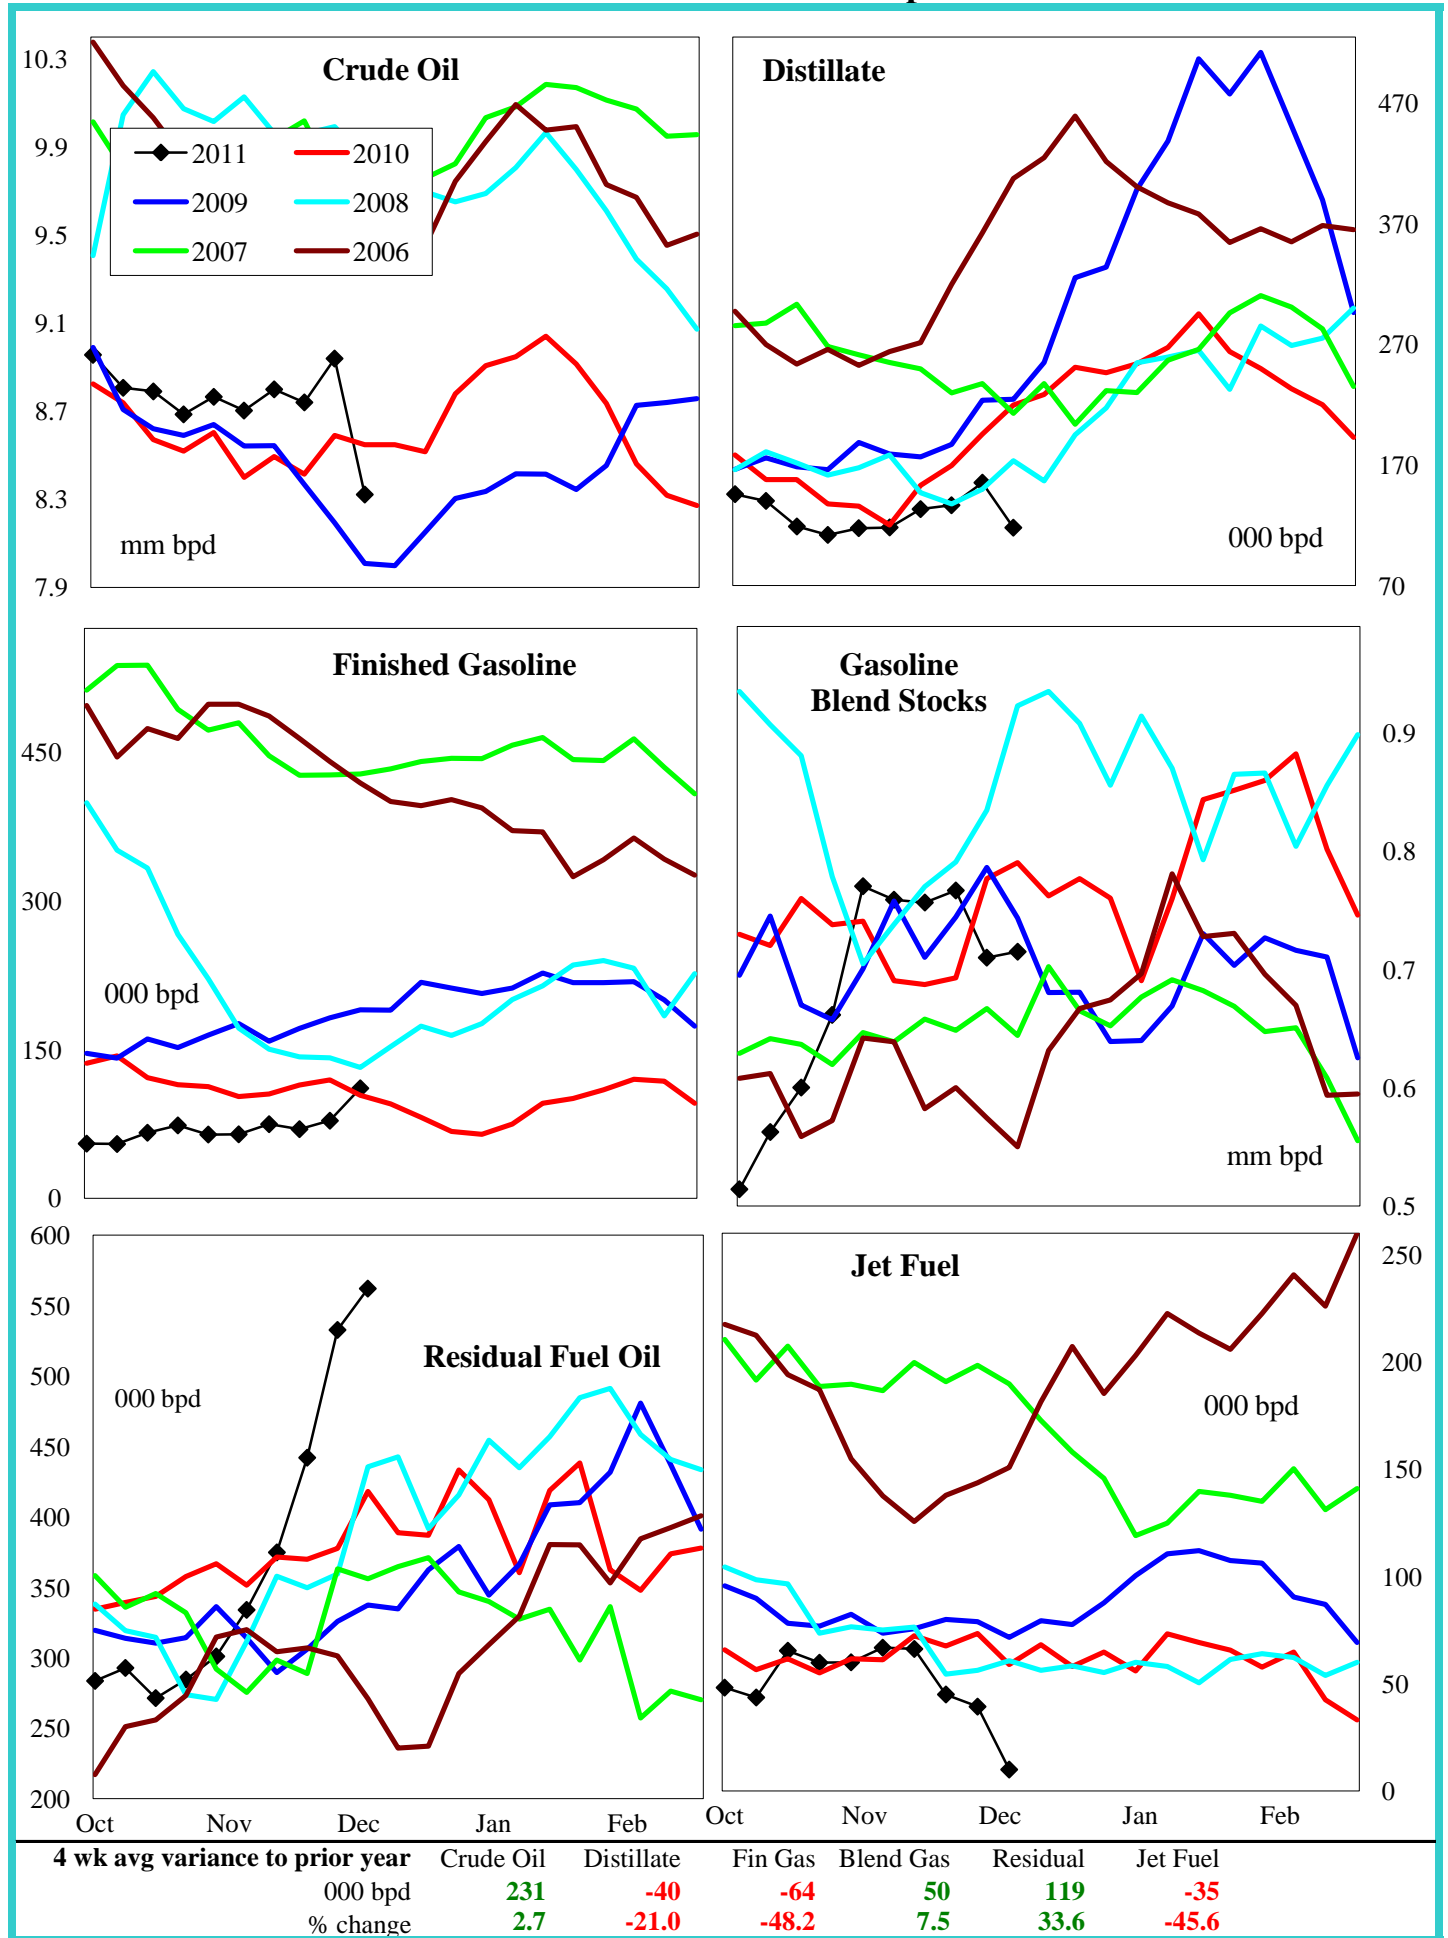 Crude Oil
10.3
9.9
9.5
9.1
8.7
8.3
7.9
2011 2010
2009 2008
2007 2006
mm bpd
Distillate
470
370
270
170
70
000 bpd
Finished Gasoline
450
300
150
0
000 bpd
Gasoline
Blend Stocks
0.9
0.8
0.7
0.6
0.5
mm bpd
Residual Fuel Oil
600
550
500
450
400
350
300
250
200
000 bpd
Oct Nov Dec Jan Feb
Jet Fuel
250
200
150
100
50
0
000 bpd
Oct Nov Dec Jan Feb
4 wk avg variance to prior year Crude Oil Distillate Fin Gas Blend Gas Residual Jet Fuel
000 bpd 231 -40 -64 50 119 -35
% change 2.7 -21.0 -48.2 7.5 33.6 -45.6